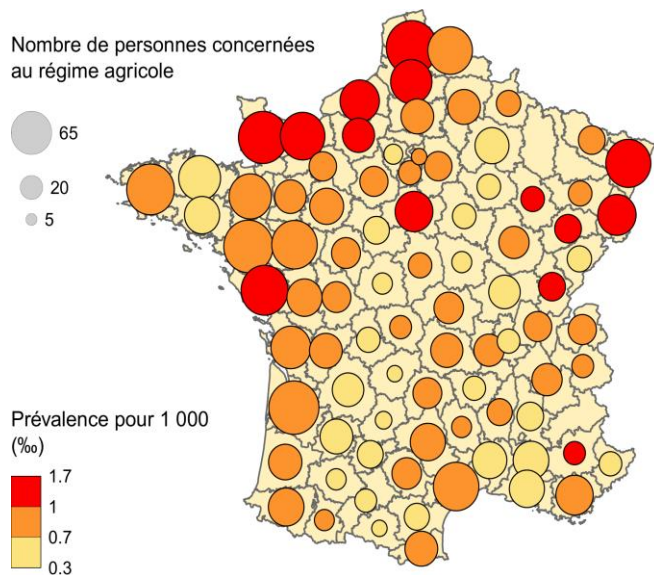 Nombre de personnes concernées
au régime agricole
65
20
5
Prévalence pour 1 000
(‰)
1.7
1
0.7
0.3